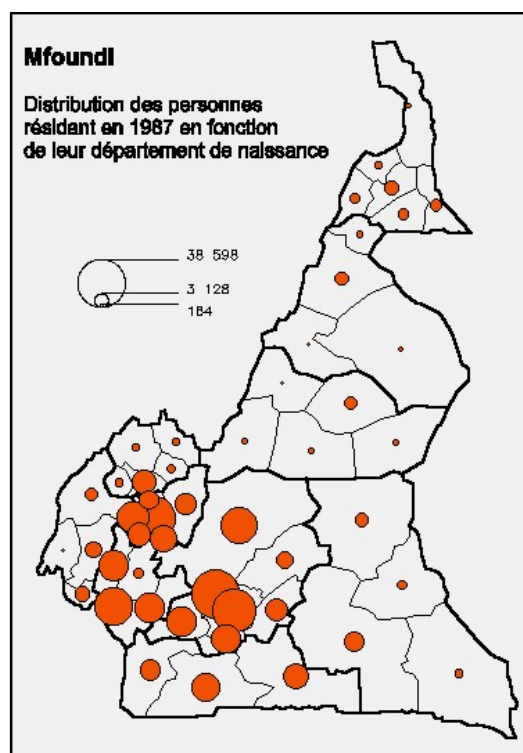 Mfoundi
Distribution des personnes
résidant en 1987 en fonction
de leur département de naissance
38 598
3 128
184